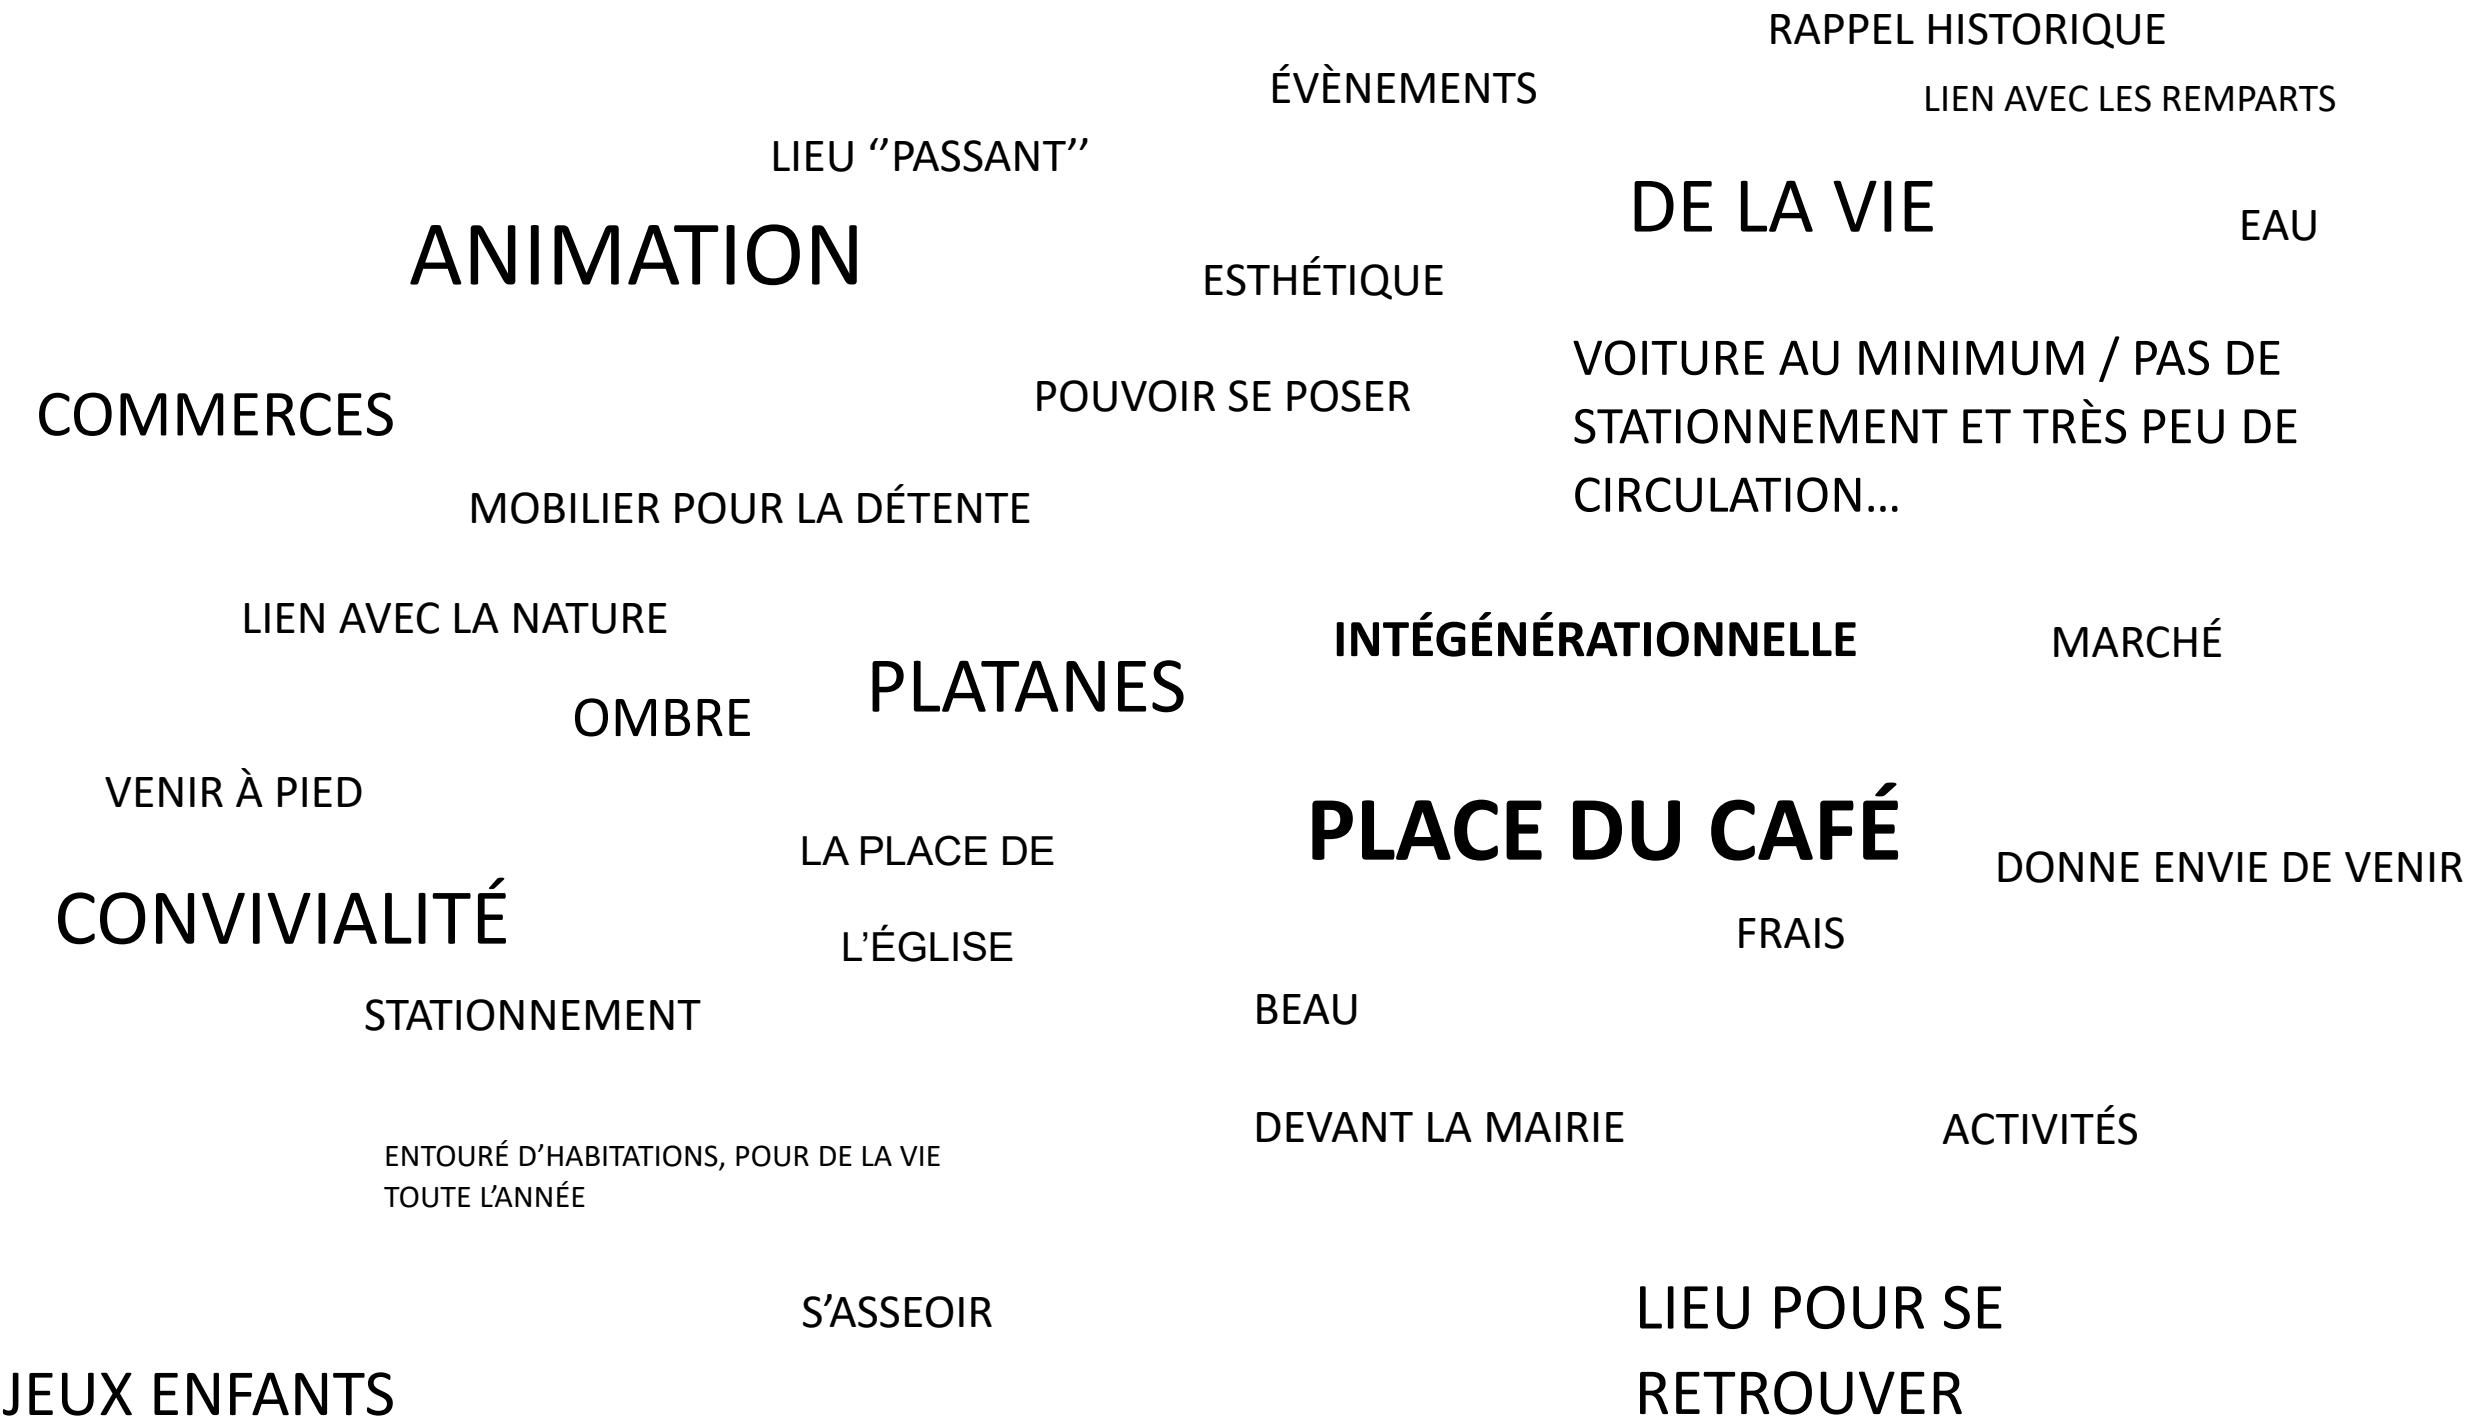 RAPPEL HISTORIQUE
ÉVÈNEMENTS
LIEN AVEC LES REMPARTS
LIEU ‘’PASSANT’’
DE LA VIE
EAU
ANIMATION
ESTHÉTIQUE
VOITURE AU MINIMUM / PAS DE
STATIONNEMENT ET TRÈS PEU DE
CIRCULATION…
POUVOIR SE POSER
COMMERCES
MOBILIER POUR LA DÉTENTE
LIEN AVEC LA NATURE
INTÉGÉNÉRATIONNELLE
MARCHÉ
PLATANES
OMBRE
VENIR À PIED
PLACE DU CAFÉ
LA PLACE DE
L’ÉGLISE
DONNE ENVIE DE VENIR
CONVIVIALITÉ
FRAIS
STATIONNEMENT
BEAU
DEVANT LA MAIRIE
ACTIVITÉS
ENTOURÉ D’HABITATIONS, POUR DE LA VIE
TOUTE L’ANNÉE
S’ASSEOIR
LIEU POUR SE
RETROUVER
JEUX ENFANTS